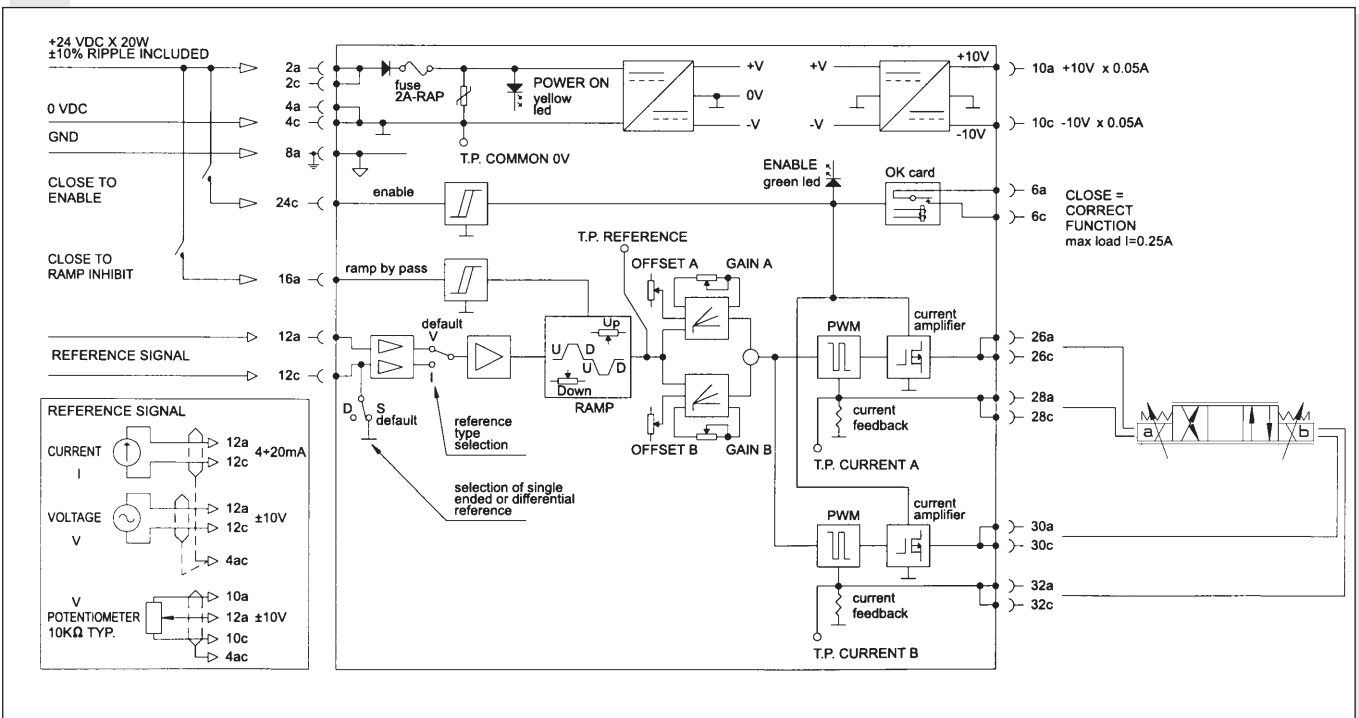 +24 VDC X 20W
±10% RIPPLE INCLUDED
0 VDC
GND
CLOSE TO
ENABLE
CLOSE TO
RAMP INHIBIT
REFERENCE SIGNAL
2a
2c
4a
4c
8a
24c
16a
12a
12c
fuse
2A-RAP
POWER ON
yellow
led
T.P. COMMON 0V
+V
0V
-V
+V
-V
+10V
-10V
10a +10V x 0.05A
10c -10V x 0.05A
enable
ENABLE
green led
OK card
6a
6c
CLOSE =
CORRECT
FUNCTION
max load I=0.25A
ramp by pass
T.P. REFERENCE
OFFSET A
GAIN A
default
V
I
D
S
default
Up
U
D
U
D
Down
RAMP
OFFSET B
GAIN B
reference
type
selection
selection of single
ended or differential
reference
PWM
current
amplifier
26a
26c
28a
28c
current
feedback
T.P. CURRENT A
a
b
PWM
current
amplifier
30a
30c
32a
32c
current
feedback
T.P. CURRENT B
REFERENCE SIGNAL
CURRENT
I
12a
12c
4÷20mA
VOLTAGE
V
12a
12c
±10V
4ac
V
POTENTIOMETER
10KΩ TYP.
10a
12a ±10V
10c
4ac